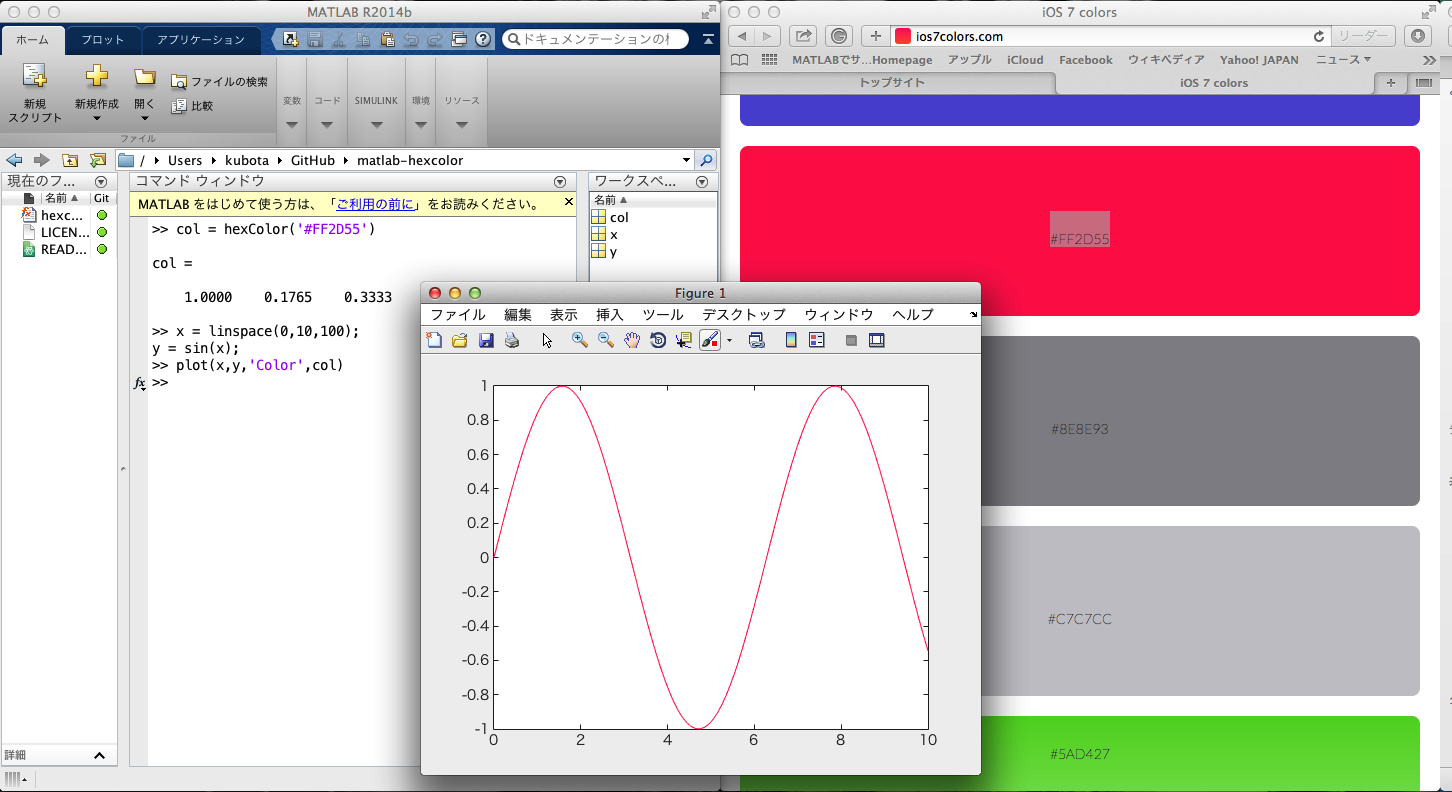 MATLAB R2014b
ホーム
プロット
アプリケーション
ドキュメンテーションの検
新規
スクリプト
新規作成
開く
ファイルの検索
比較
変数
コード
SIMULINK
環境
リソース
ファイル
/ ▶ Users ▶ kubota ▶ GitHub ▶ matlab-hexcolor
現在のフ...
名前 ▲
Git
hexc...
LICEN...
READ...
詳細
コマンド ウィンドウ
MATLAB をはじめて使う方は、「ご利用の前に」をお読みください。
>> col = hexColor('#FF2D55')
col =
1.0000 0.1765 0.3333
>> x = linspace(0,10,100);
y = sin(x);
>> plot(x,y,'Color',col)
fx >>
ワークスペ...
名前 ▲
col
x
y
Figure 1
ファイル 編集 表示 挿入 ツール デスクトップ ウィンドウ ヘルプ
1
0.8
0.6
0.4
0.2
0
-0.2
-0.4
-0.6
-0.8
-1
0 2 4 6 8 10
iOS 7 colors
ios7colors.com
リーダー
MATLABでサ...Homepage アップル iCloud Facebook ウィキペディア Yahoo! JAPAN ニュース ▼
トップサイト
iOS 7 colors
#FF2D55
#8E8E93
#C7C7CC
#5AD427